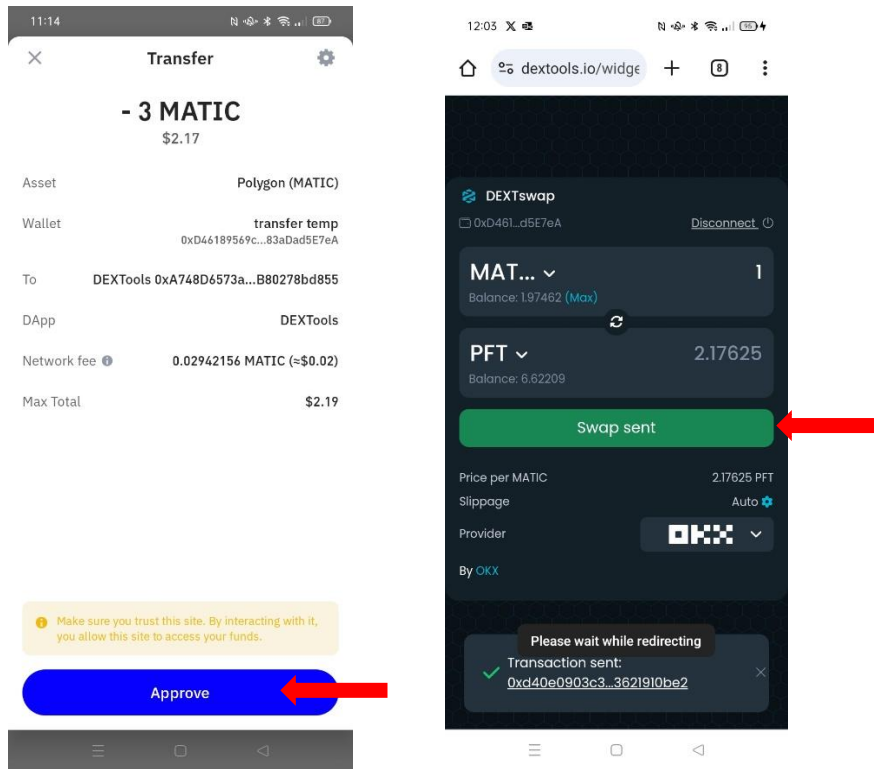 11:14
87
Transfer
- 3 MATIC
$2.17
Asset Polygon (MATIC)
Wallet transfer temp
0xD46189569c...83aDad5E7eA
To DEXTools 0xA748D6573a...B80278bd855
DApp DEXTools
Network fee 0.02942156 MATIC (≈$0.02)
Max Total $2.19
Make sure you trust this site. By interacting with it,
you allow this site to access your funds.
Approve
12:03
95
dextools.io/widge
8
DEXTswap
0xD461...d5E7eA Disconnect
MAT... 1
Balance: 1.97462 (Max)
PFT 2.17625
Balance: 6.62209
Swap sent
Price per MATIC 2.17625 PFT
Slippage Auto
Provider OKX
By OKX
Please wait while redirecting
Transaction sent:
0xd40e0903c3...3621910be2